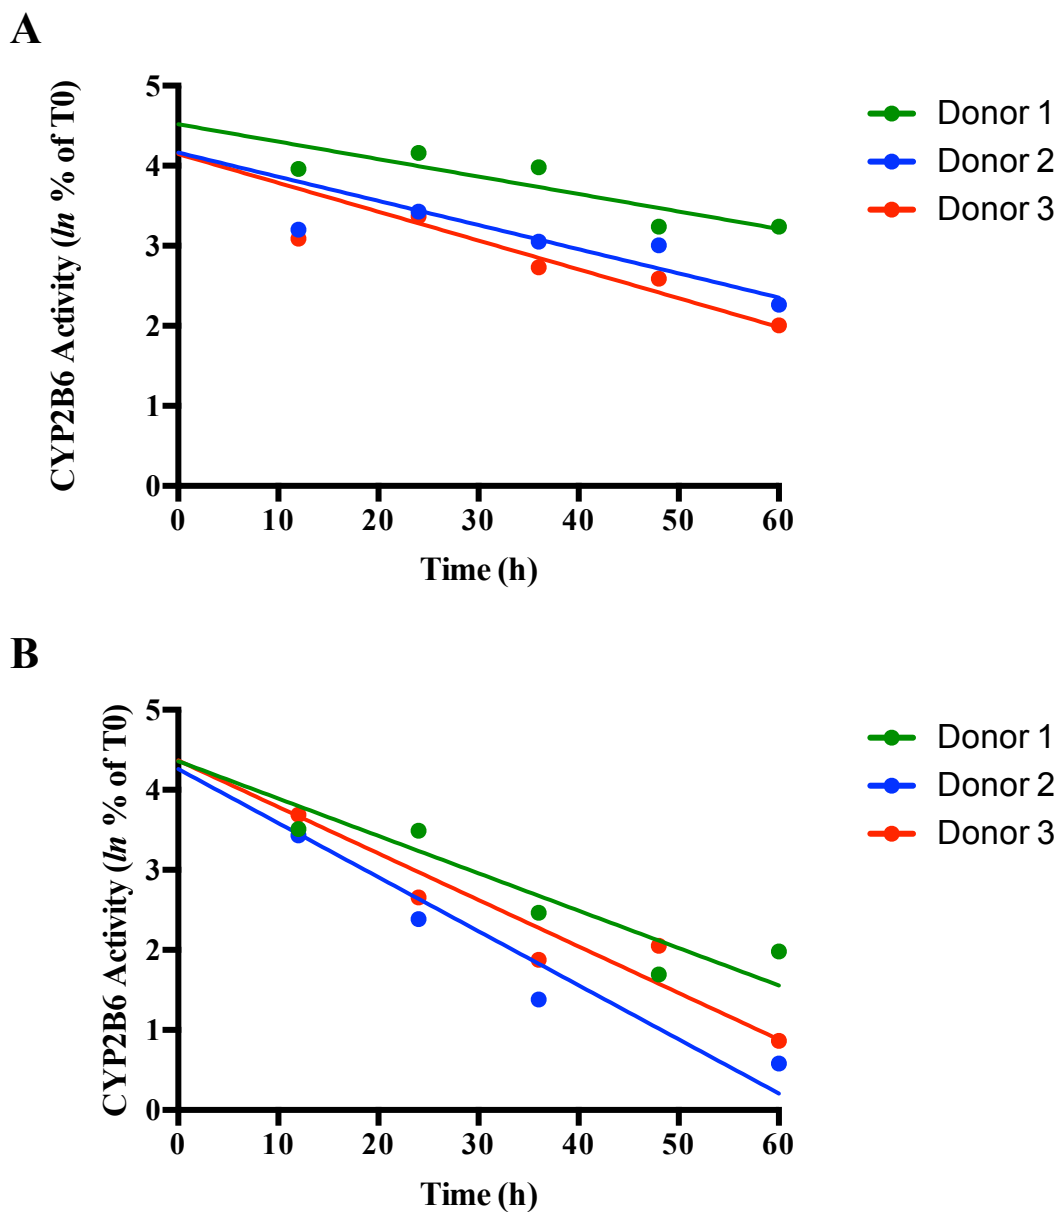 A
CYP2B6 Activity (ln % of T0)
5
4
3
2
1
0
0 10 20 30 40 50 60
Time (h)
Donor 1
Donor 2
Donor 3
B
CYP2B6 Activity (ln % of T0)
5
4
3
2
1
0
0 10 20 30 40 50 60
Time (h)
Donor 1
Donor 2
Donor 3